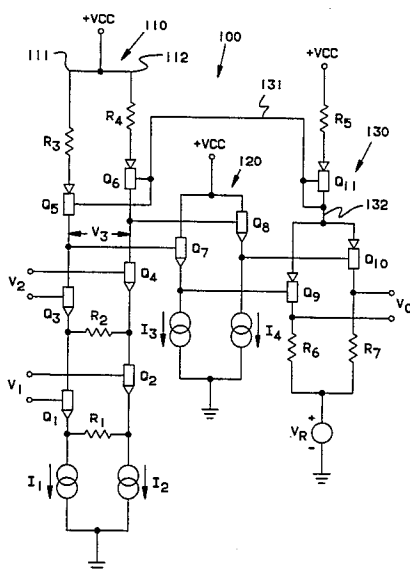 +VCC
110
111
112
100
+VCC
131
R3
R4
R5
+VCC
130
120
Q6
Q11
Q5
132
V3
Q8
Q7
Q10
V2
Q4
Q9
Q3
VO
R2
I3
I4
R6
R7
Q2
V1
Q1
R1
VR
+
-
I1
I2